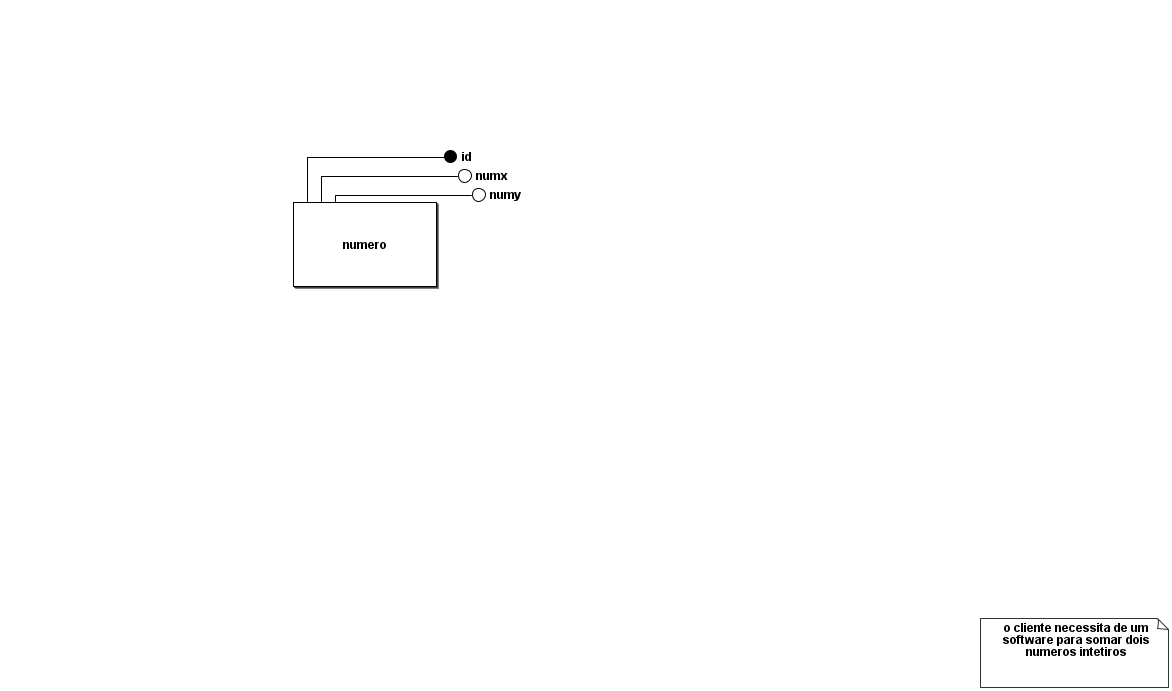 id
numx
numy
numero
o cliente necessita de um
software para somar dois
numeros intetiros